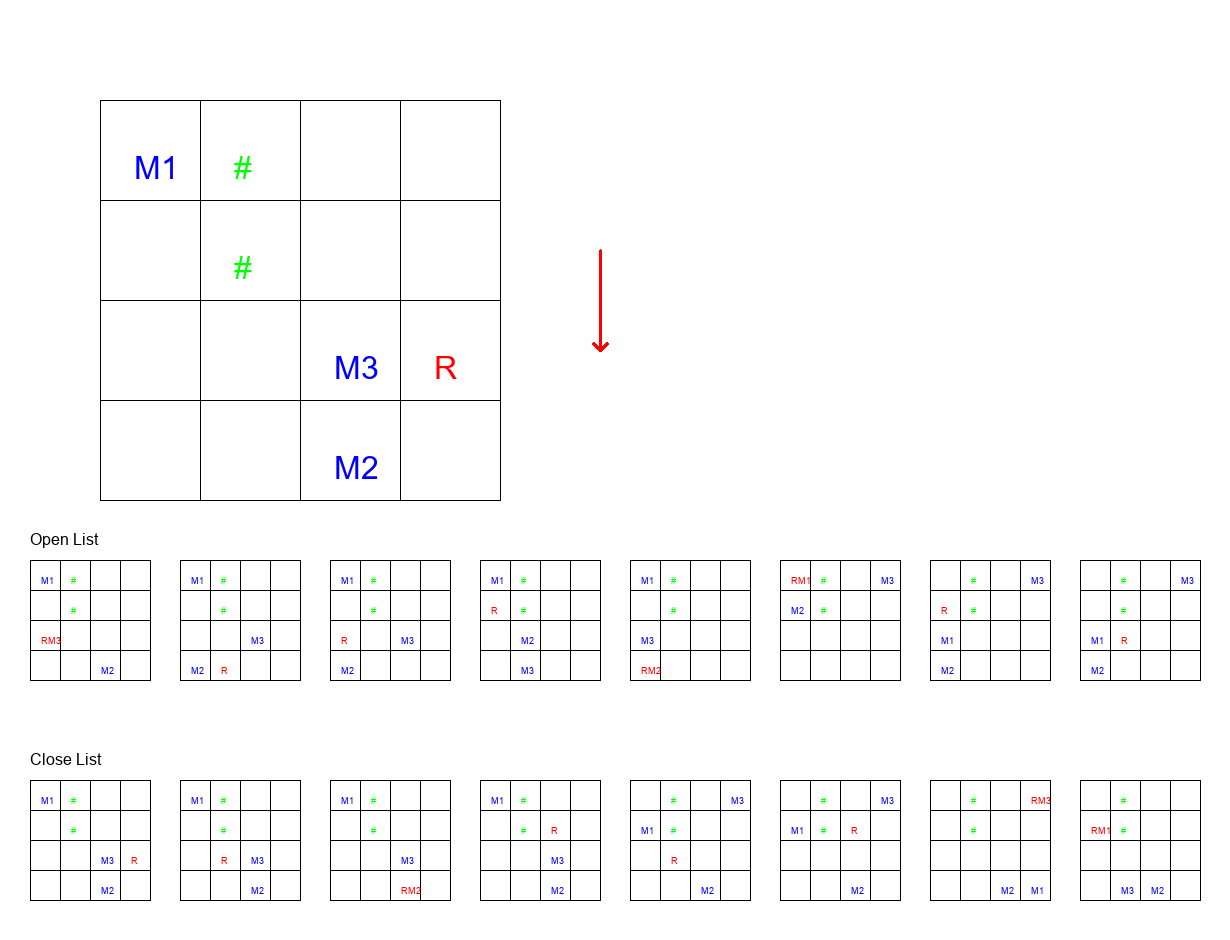 M1 #
#
M3 R
M2
Open List
M1 # M1 # M1 # M1 # M1 # RM1 # M3 # M3 # M3
# # # R # # M2 # R # #
RM3 M3 R M3 M2 M3 M1 M1 R
M2 M2 R M2 M3 RM2 M2 M2
Close List
M1 # M1 # M1 # M1 # # M3 # M3 # RM3 #
# # # # R M1 # M1 # R # RM1 #
M3 R R M3 M3 M3 R
M2 M2 RM2 M2 M2 M2 M2 M1 M3 M2